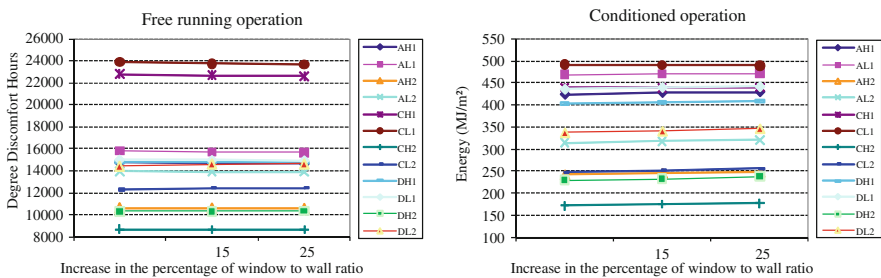 Free running operation
Degree Discomfort Hours
26000
24000
22000
20000
18000
16000
14000
12000
10000
8000
15
25
Increase in the percentage of window to wall ratio
AH1
AL1
AH2
AL2
CH1
CL1
CH2
CL2
DH1
DL1
DH2
DL2
Conditioned operation
Energy (MJ/m²)
550
500
450
400
350
300
250
200
150
100
15
25
Increase in the percentage of window to wall ratio
AH1
AL1
AH2
AL2
CH1
CL1
CH2
CL2
DH1
DL1
DH2
DL2